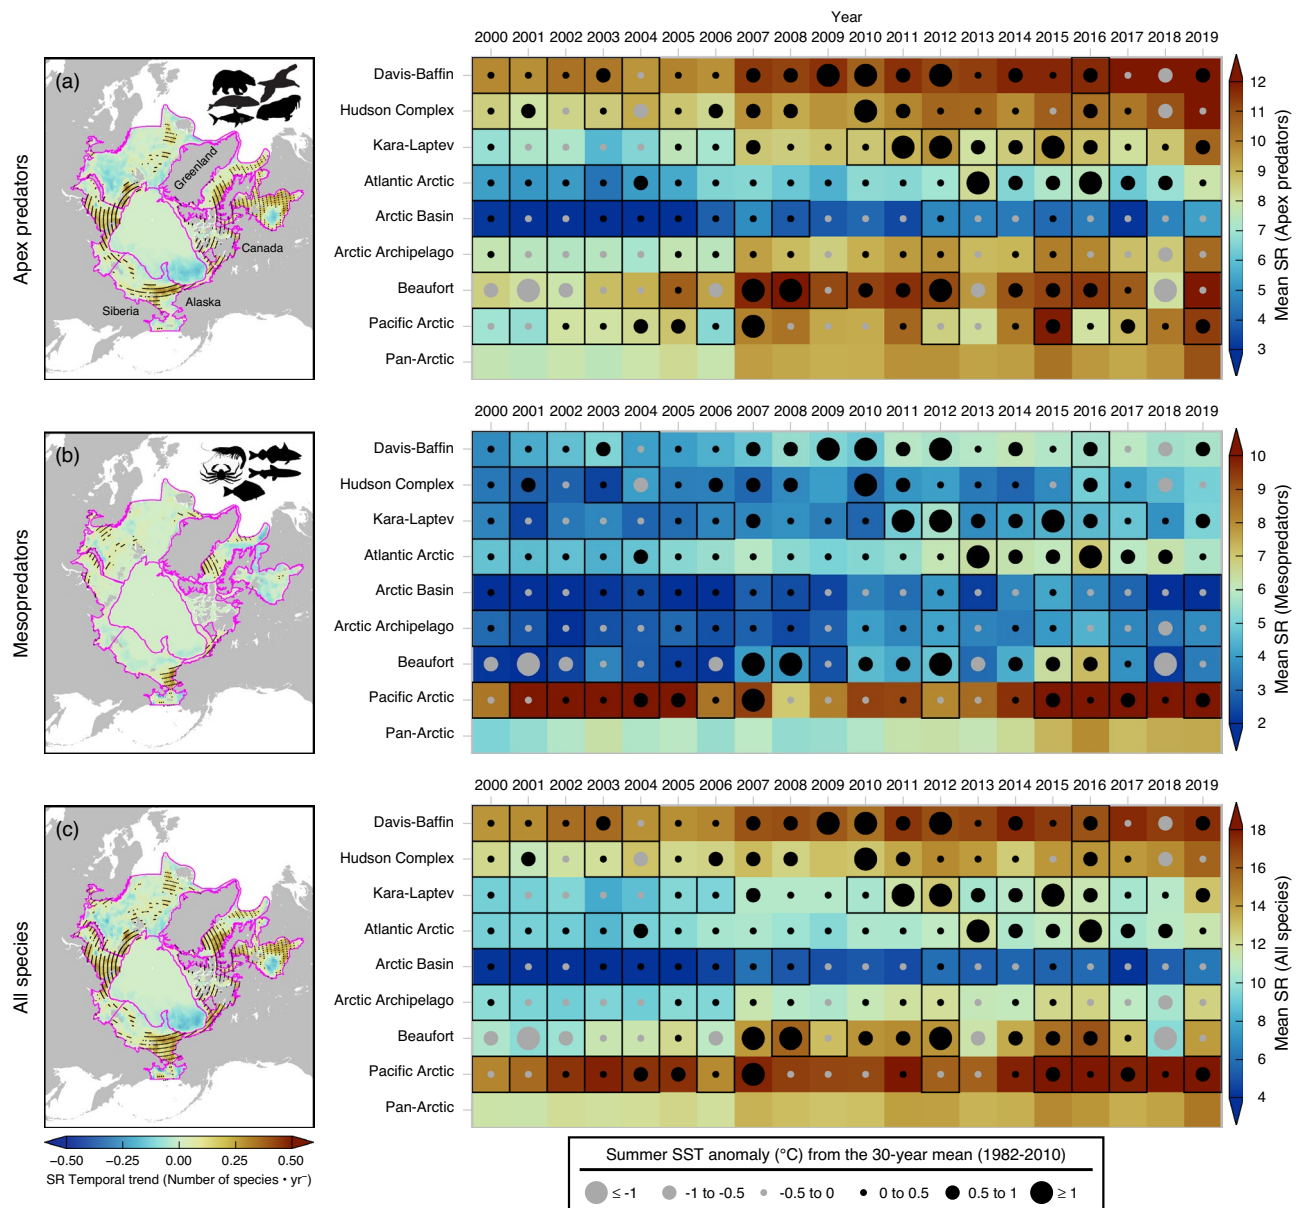 Year
2000 2001 2002 2003 2004 2005 2006 2007 2008 2009 2010 2011 2012 2013 2014 2015 2016 2017 2018 2019
Apex predators
(a)
Greenland
Canada
Alaska
Siberia
Davis-Baffin
Hudson Complex
Kara-Laptev
Atlantic Arctic
Arctic Basin
Arctic Archipelago
Beaufort
Pacific Arctic
Pan-Arctic
12
11
10
9
8
7
6
5
4
3
Mean SR (Apex predators)
2000 2001 2002 2003 2004 2005 2006 2007 2008 2009 2010 2011 2012 2013 2014 2015 2016 2017 2018 2019
Mesopredators
(b)
Davis-Baffin
Hudson Complex
Kara-Laptev
Atlantic Arctic
Arctic Basin
Arctic Archipelago
Beaufort
Pacific Arctic
Pan-Arctic
10
9
8
7
6
5
4
3
2
Mean SR (Mesopredators)
2000 2001 2002 2003 2004 2005 2006 2007 2008 2009 2010 2011 2012 2013 2014 2015 2016 2017 2018 2019
All species
(c)
Davis-Baffin
Hudson Complex
Kara-Laptev
Atlantic Arctic
Arctic Basin
Arctic Archipelago
Beaufort
Pacific Arctic
Pan-Arctic
18
16
14
12
10
8
6
4
Mean SR (All species)
−0.50 −0.25 0.00 0.25 0.50
SR Temporal trend (Number of species • yr⁻)
Summer SST anomaly (°C) from the 30-year mean (1982-2010)
≤ -1 -1 to -0.5 -0.5 to 0 0 to 0.5 0.5 to 1 ≥ 1